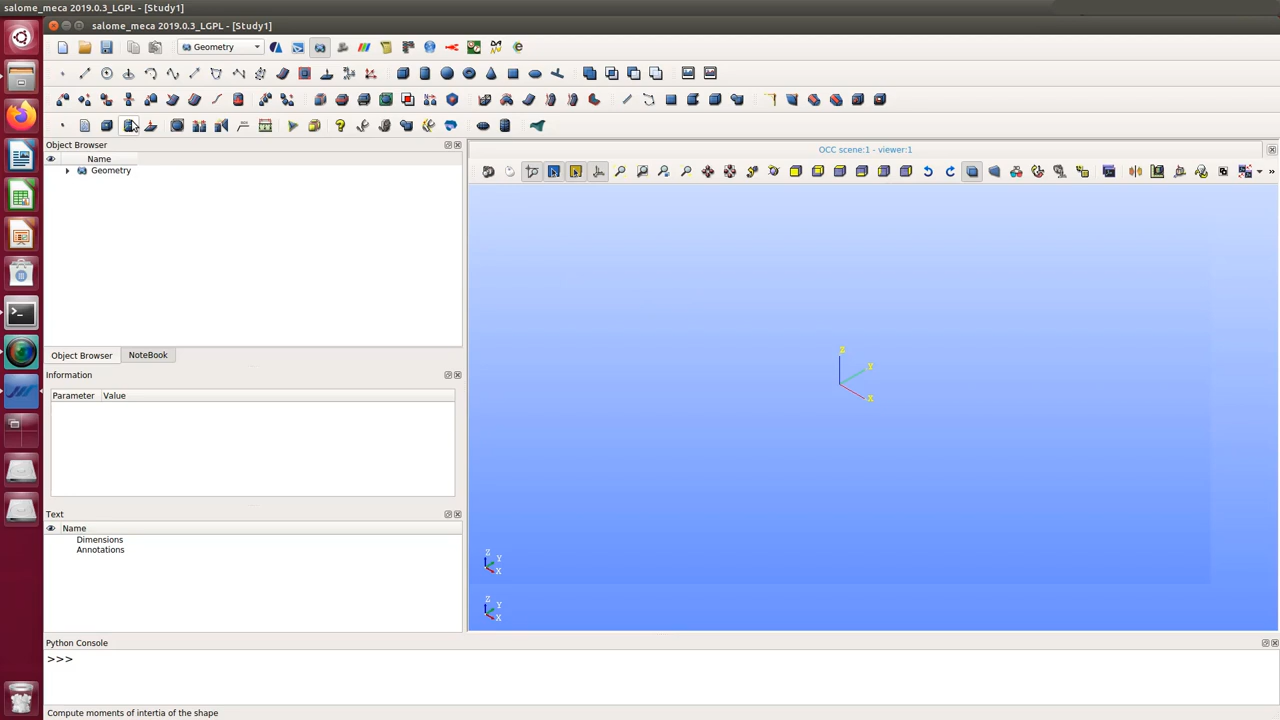 salome_meca 2019.0.3_LGPL - [Study1]
salome_meca 2019.0.3_LGPL - [Study1]
Geometry
Object Browser
OCC scene:1 - viewer:1
Name
Geometry
Z
Y
X
Object Browser
NoteBook
Information
Parameter
Value
Text
Name
Dimensions
Annotations
Z
Y
X
Z
Y
X
Python Console
>>>
Compute moments of intertia of the shape